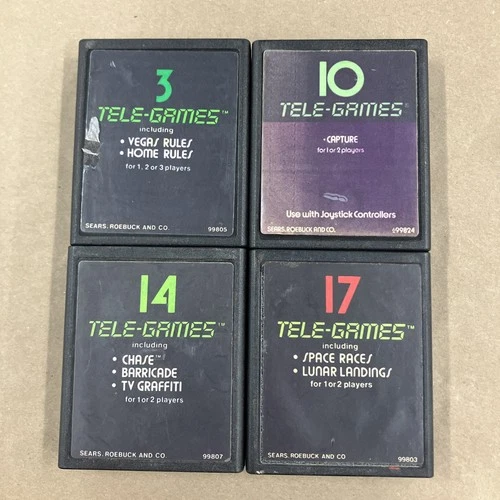 3
TELE-GAMES™
including
• VEGAS RULES
• HOME RULES
for 1, 2 or 3 players
SEARS, ROEBUCK AND CO. 99805
10
TELE-GAMES®
• CAPTURE
for 1 or 2 players
Use with Joystick Controllers
SEARS, ROEBUCK AND CO. 699824
14
TELE-GAMES™
including
• CHASE™
• BARRICADE
• TV GRAFFITI
for 1 or 2 players
SEARS, ROEBUCK AND CO. 99807
17
TELE-GAMES™
including
• SPACE RACES
• LUNAR LANDINGS
for 1 or 2 players
SEARS, ROEBUCK AND CO. 99803